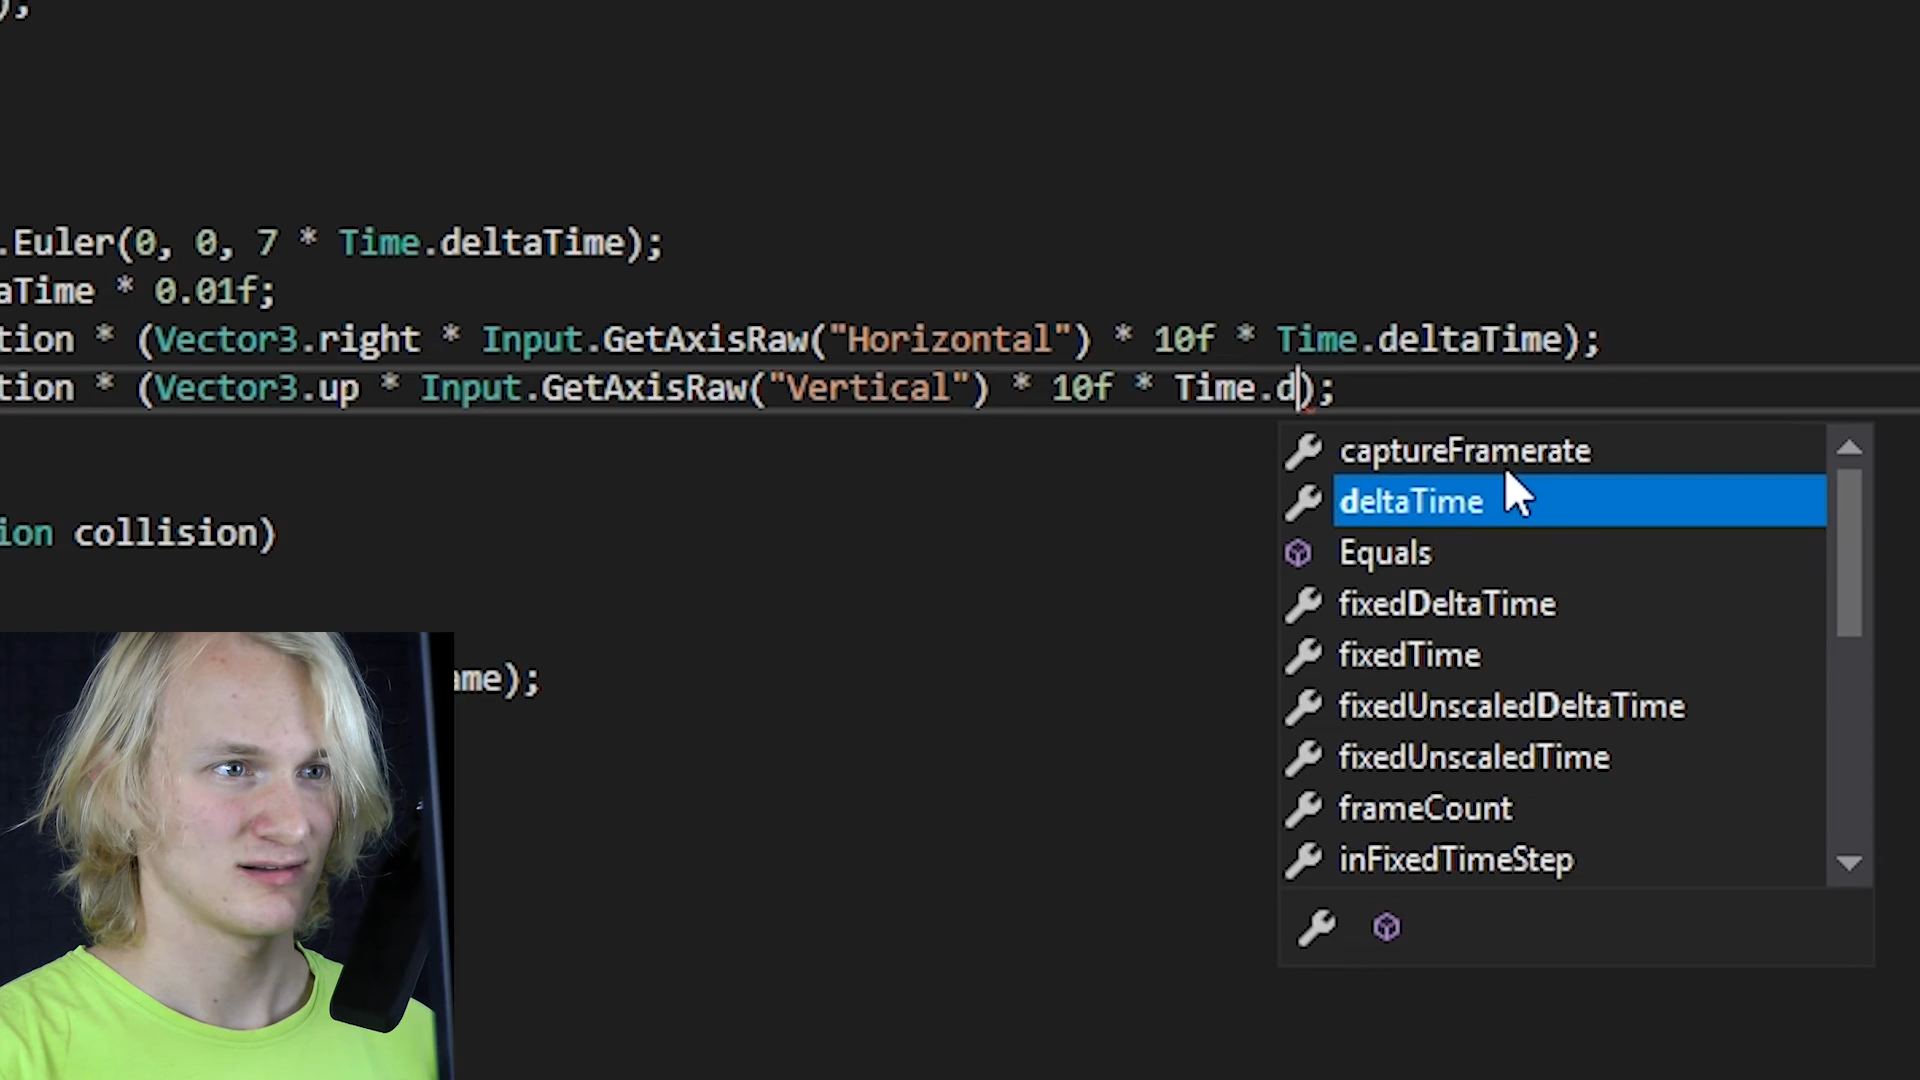 );
.Euler(0, 0, 7 * Time.deltaTime);
aTime * 0.01f;
tion * (Vector3.right * Input.GetAxisRaw("Horizontal") * 10f * Time.deltaTime);
tion * (Vector3.up * Input.GetAxisRaw("Vertical") * 10f * Time.d);
captureFramerate
deltaTime
Equals
fixedDeltaTime
fixedTime
fixedUnscaledDeltaTime
fixedUnscaledTime
frameCount
inFixedTimeStep
ion collision)
ame);